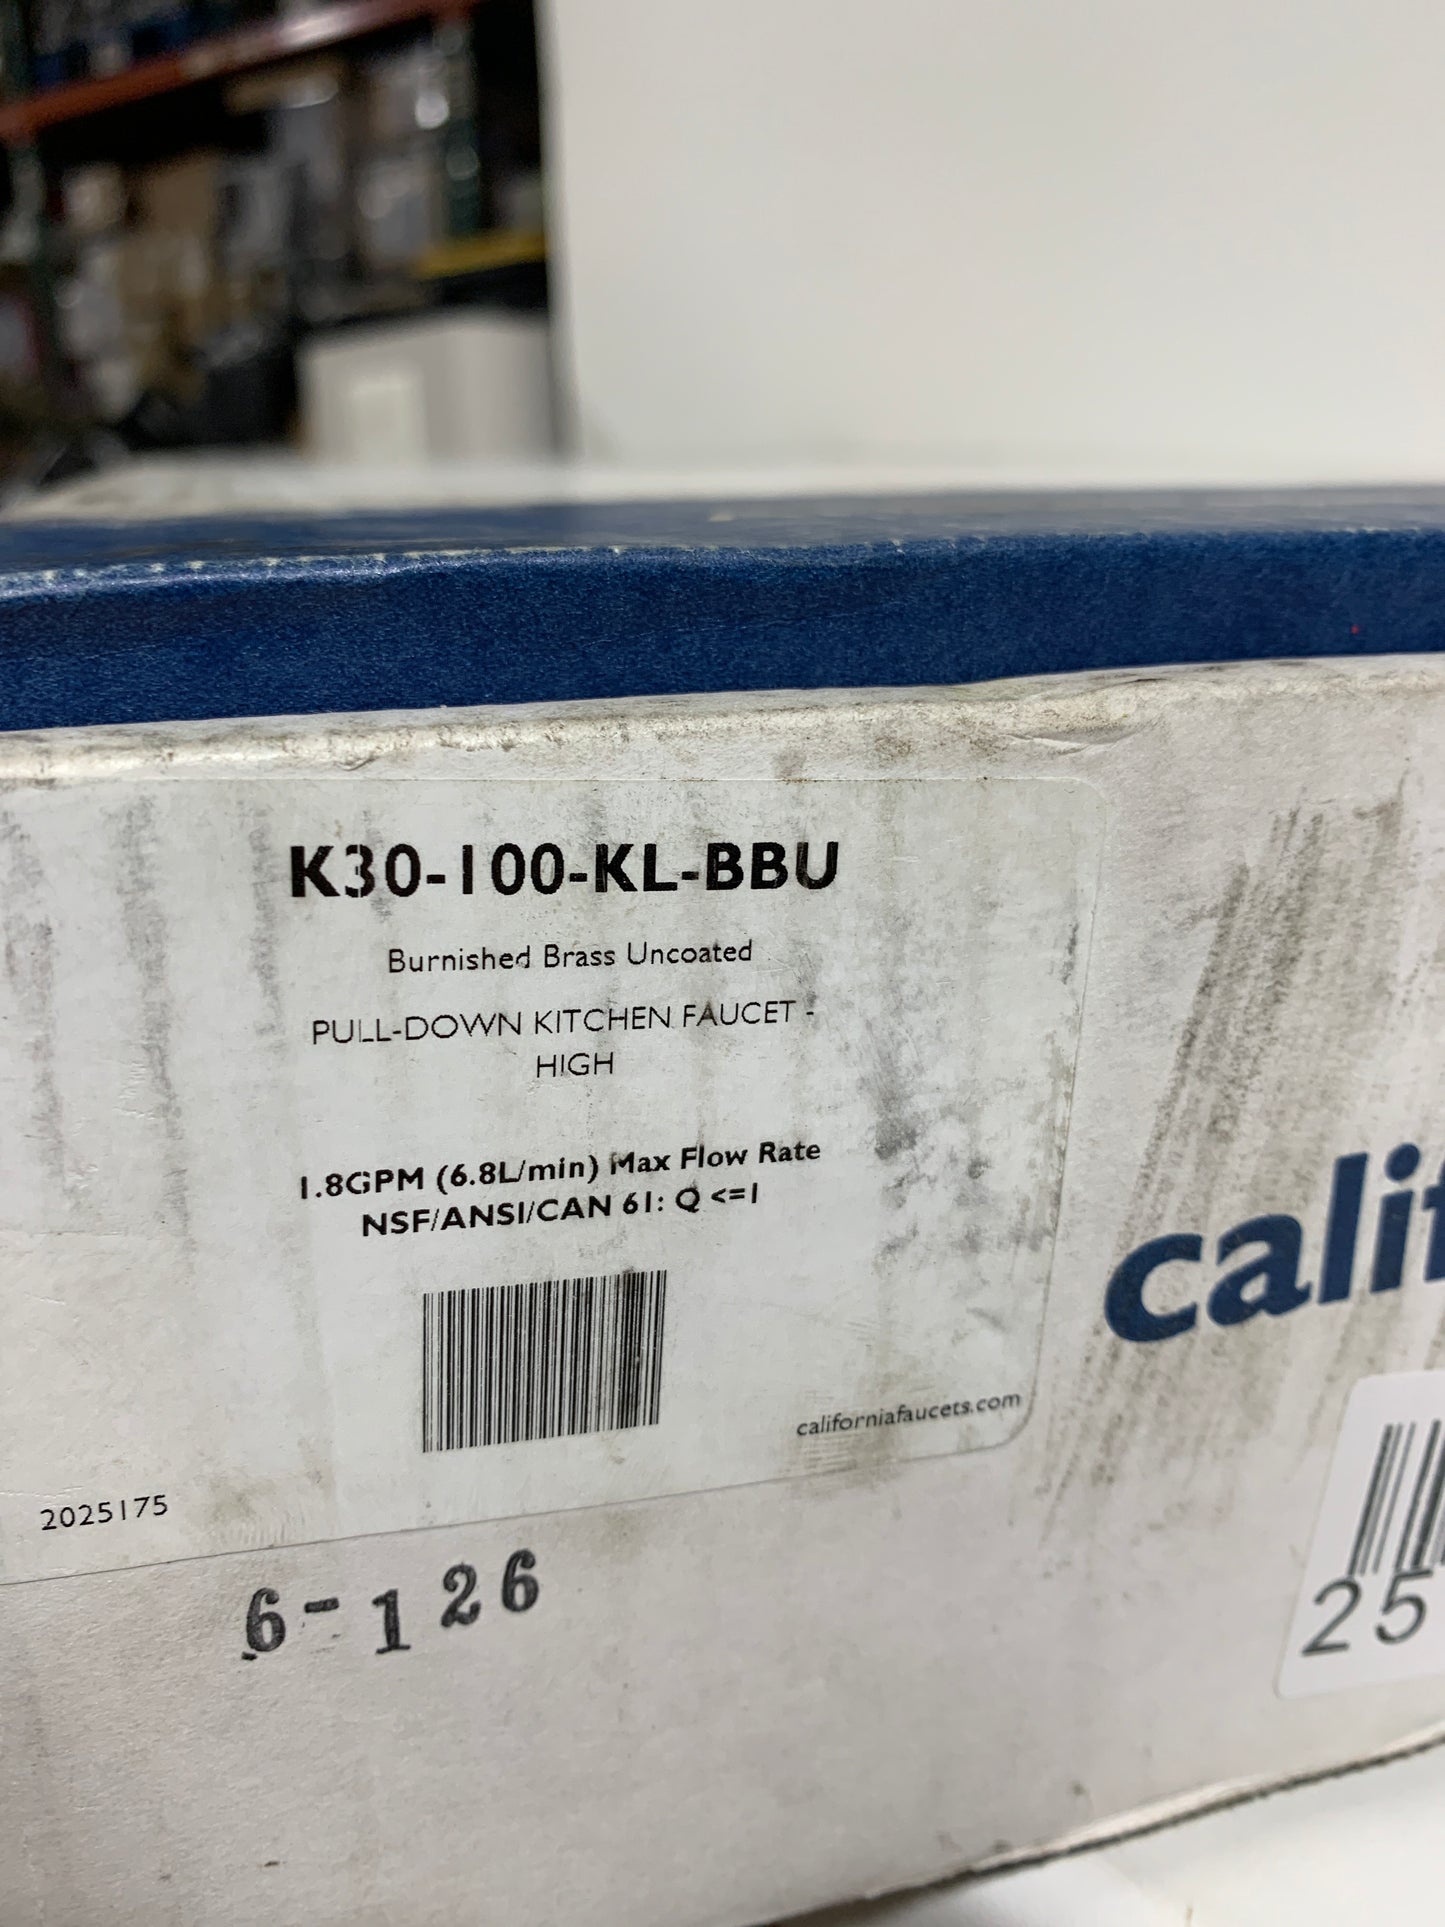 K30-100-KL-BBU
Burnished Brass Uncoated
PULL-DOWN KITCHEN FAUCET -
HIGH
1.8GPM (6.8L/min) Max Flow Rate
NSF/ANSI/CAN 61: Q <=1
calif
californiafaucets.com
2025175
6-126
25